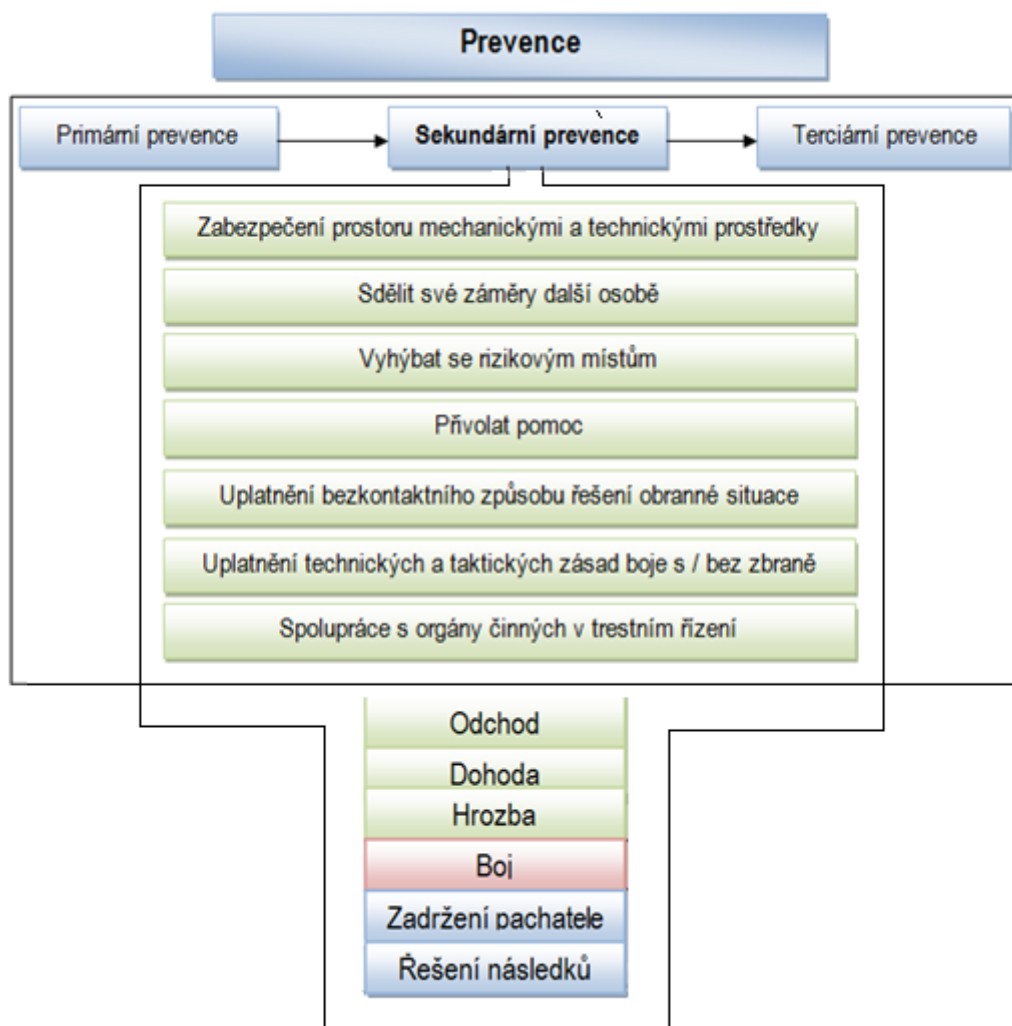 Prevence
Primární prevence
Sekundární prevence
Terciární prevence
Zabezpečení prostoru mechanickými a technickými prostředky
Sdělit své záměry další osobě
Vyhýbat se rizikovým místům
Přivolat pomoc
Uplatnění bezkontaktního způsobu řešení obranné situace
Uplatnění technických a taktických zásad boje s / bez zbraně
Spolupráce s orgány činných v trestním řízení
Odchod
Dohoda
Hrozba
Boj
Zadržení pachatele
Řešení následků